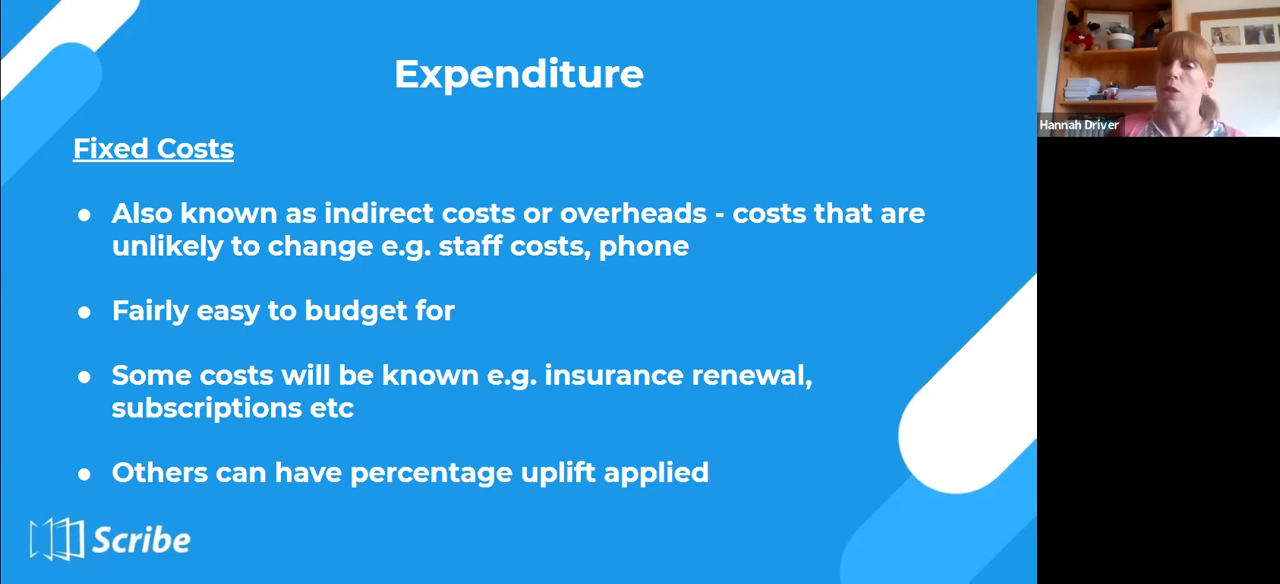 Expenditure
Fixed Costs
● Also known as indirect costs or overheads - costs that are
unlikely to change e.g. staff costs, phone
● Fairly easy to budget for
● Some costs will be known e.g. insurance renewal,
subscriptions etc
● Others can have percentage uplift applied
Scribe
Hannah Driver